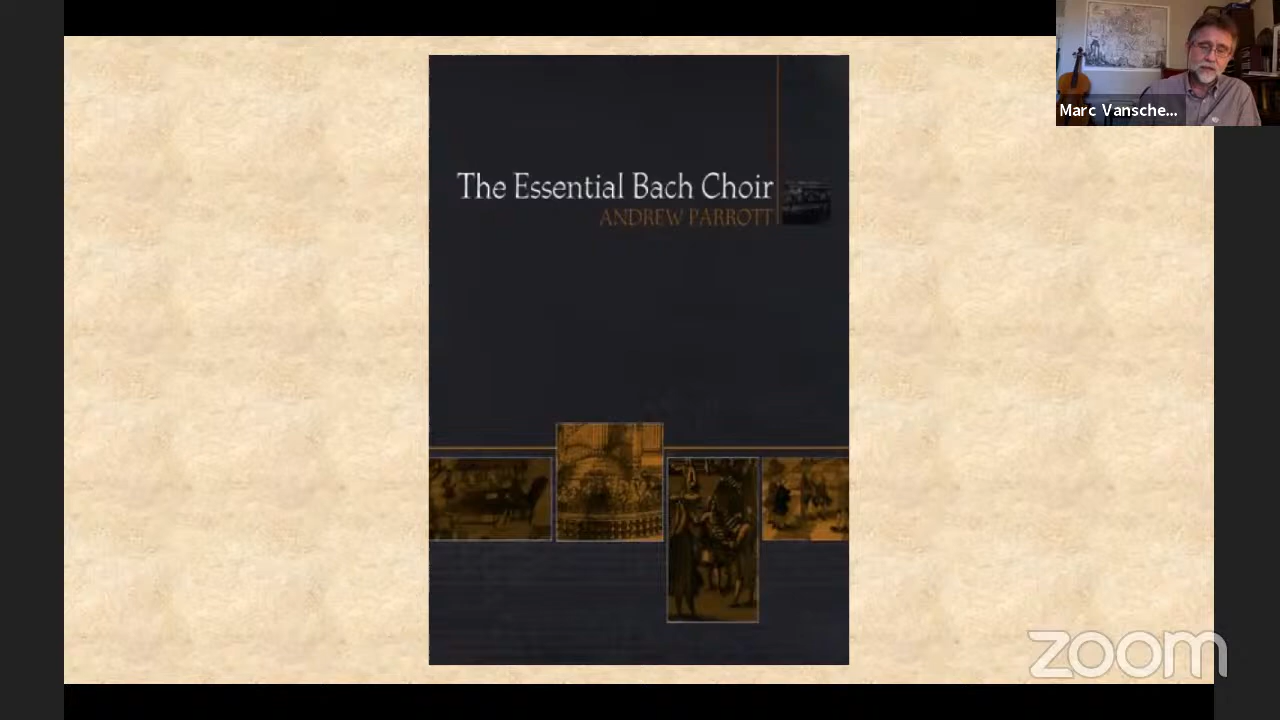 The Essential Bach Choir
ANDREW PARROTT
Marc Vansche...
zoom